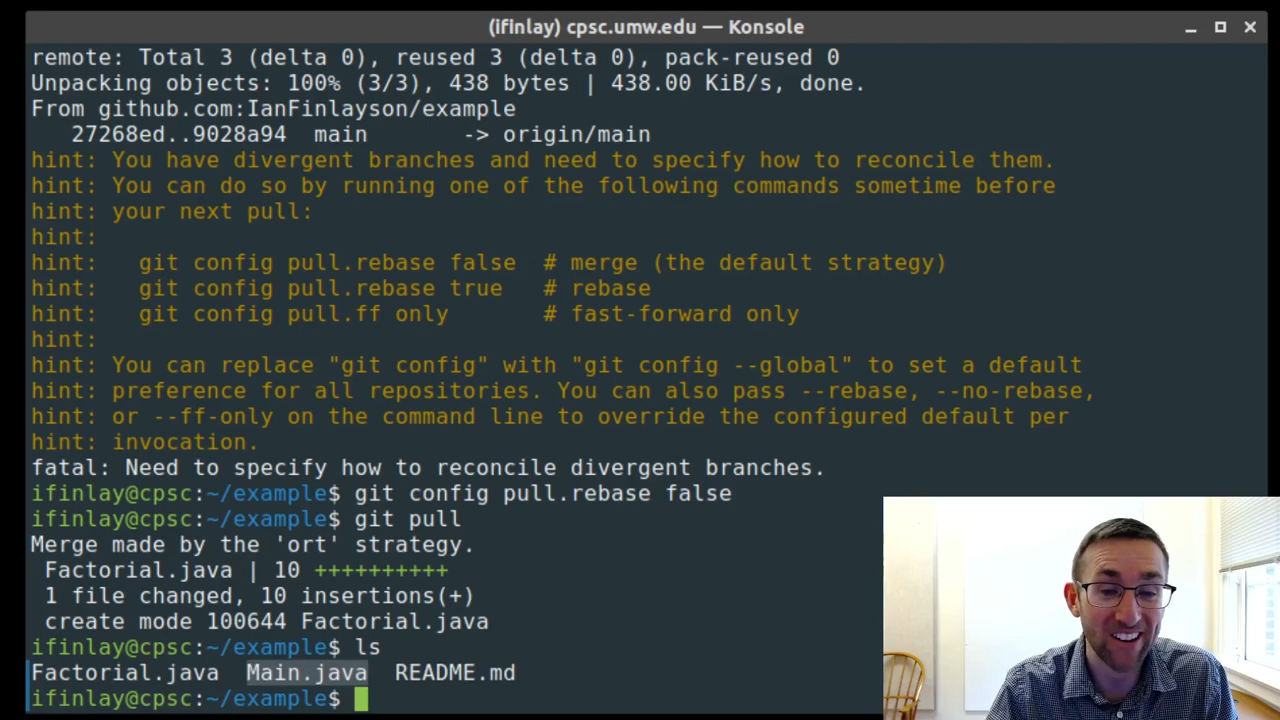 (ifinlay) cpsc.umw.edu — Konsole
remote: Total 3 (delta 0), reused 3 (delta 0), pack-reused 0
Unpacking objects: 100% (3/3), 438 bytes | 438.00 KiB/s, done.
From github.com:IanFinlayson/example
   27268ed..9028a94  main       -> origin/main
hint: You have divergent branches and need to specify how to reconcile them.
hint: You can do so by running one of the following commands sometime before
hint: your next pull:
hint:
hint:   git config pull.rebase false  # merge (the default strategy)
hint:   git config pull.rebase true   # rebase
hint:   git config pull.ff only       # fast-forward only
hint:
hint: You can replace "git config" with "git config --global" to set a default
hint: preference for all repositories. You can also pass --rebase, --no-rebase,
hint: or --ff-only on the command line to override the configured default per
hint: invocation.
fatal: Need to specify how to reconcile divergent branches.
ifinlay@cpsc:~/example$ git config pull.rebase false
ifinlay@cpsc:~/example$ git pull
Merge made by the 'ort' strategy.
 Factorial.java | 10 ++++++++++
 1 file changed, 10 insertions(+)
 create mode 100644 Factorial.java
ifinlay@cpsc:~/example$ ls
Factorial.java  Main.java  README.md
ifinlay@cpsc:~/example$